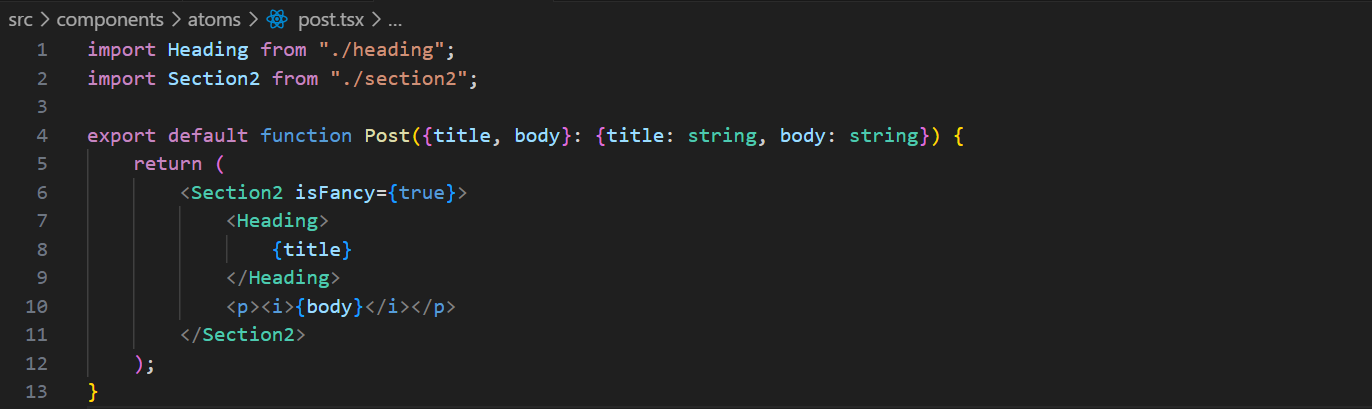 src > components > atoms > post.tsx > ...
1 import Heading from "./heading";
2 import Section2 from "./section2";
3
4 export default function Post({title, body}: {title: string, body: string}) {
5     return (
6         <Section2 isFancy={true}>
7             <Heading>
8                 {title}
9             </Heading>
10             <p><i>{body}</i></p>
11         </Section2>
12     );
13 }